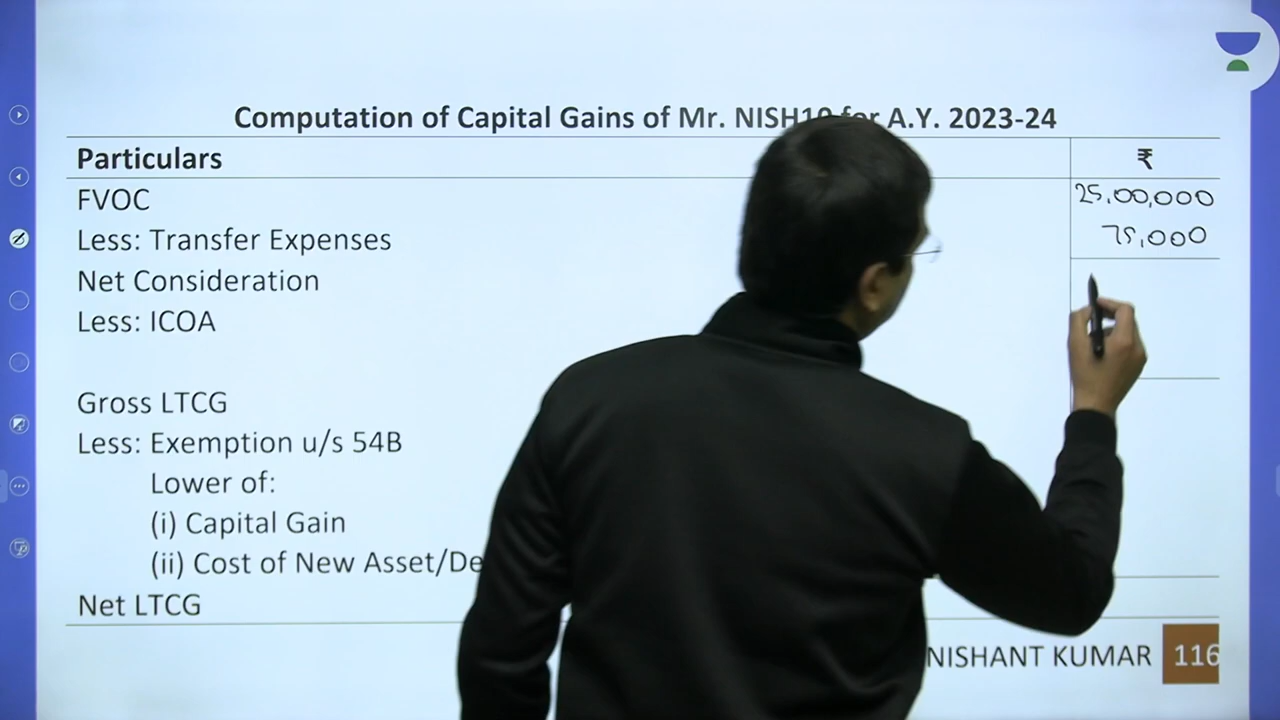 Computation of Capital Gains of Mr. NISH10 for A.Y. 2023-24
Particulars ₹
FVOC 25,00,000
Less: Transfer Expenses 75,000
Net Consideration
Less: ICOA
Gross LTCG
Less: Exemption u/s 54B
Lower of:
(i) Capital Gain
(ii) Cost of New Asset/De
Net LTCG
NISHANT KUMAR 116